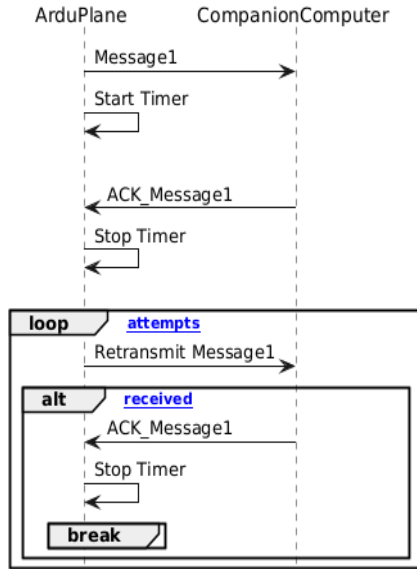 ArduPlane CompanionComputer
Message1
Start Timer
ACK_Message1
Stop Timer
loop attempts
Retransmit Message1
alt received
ACK_Message1
Stop Timer
break